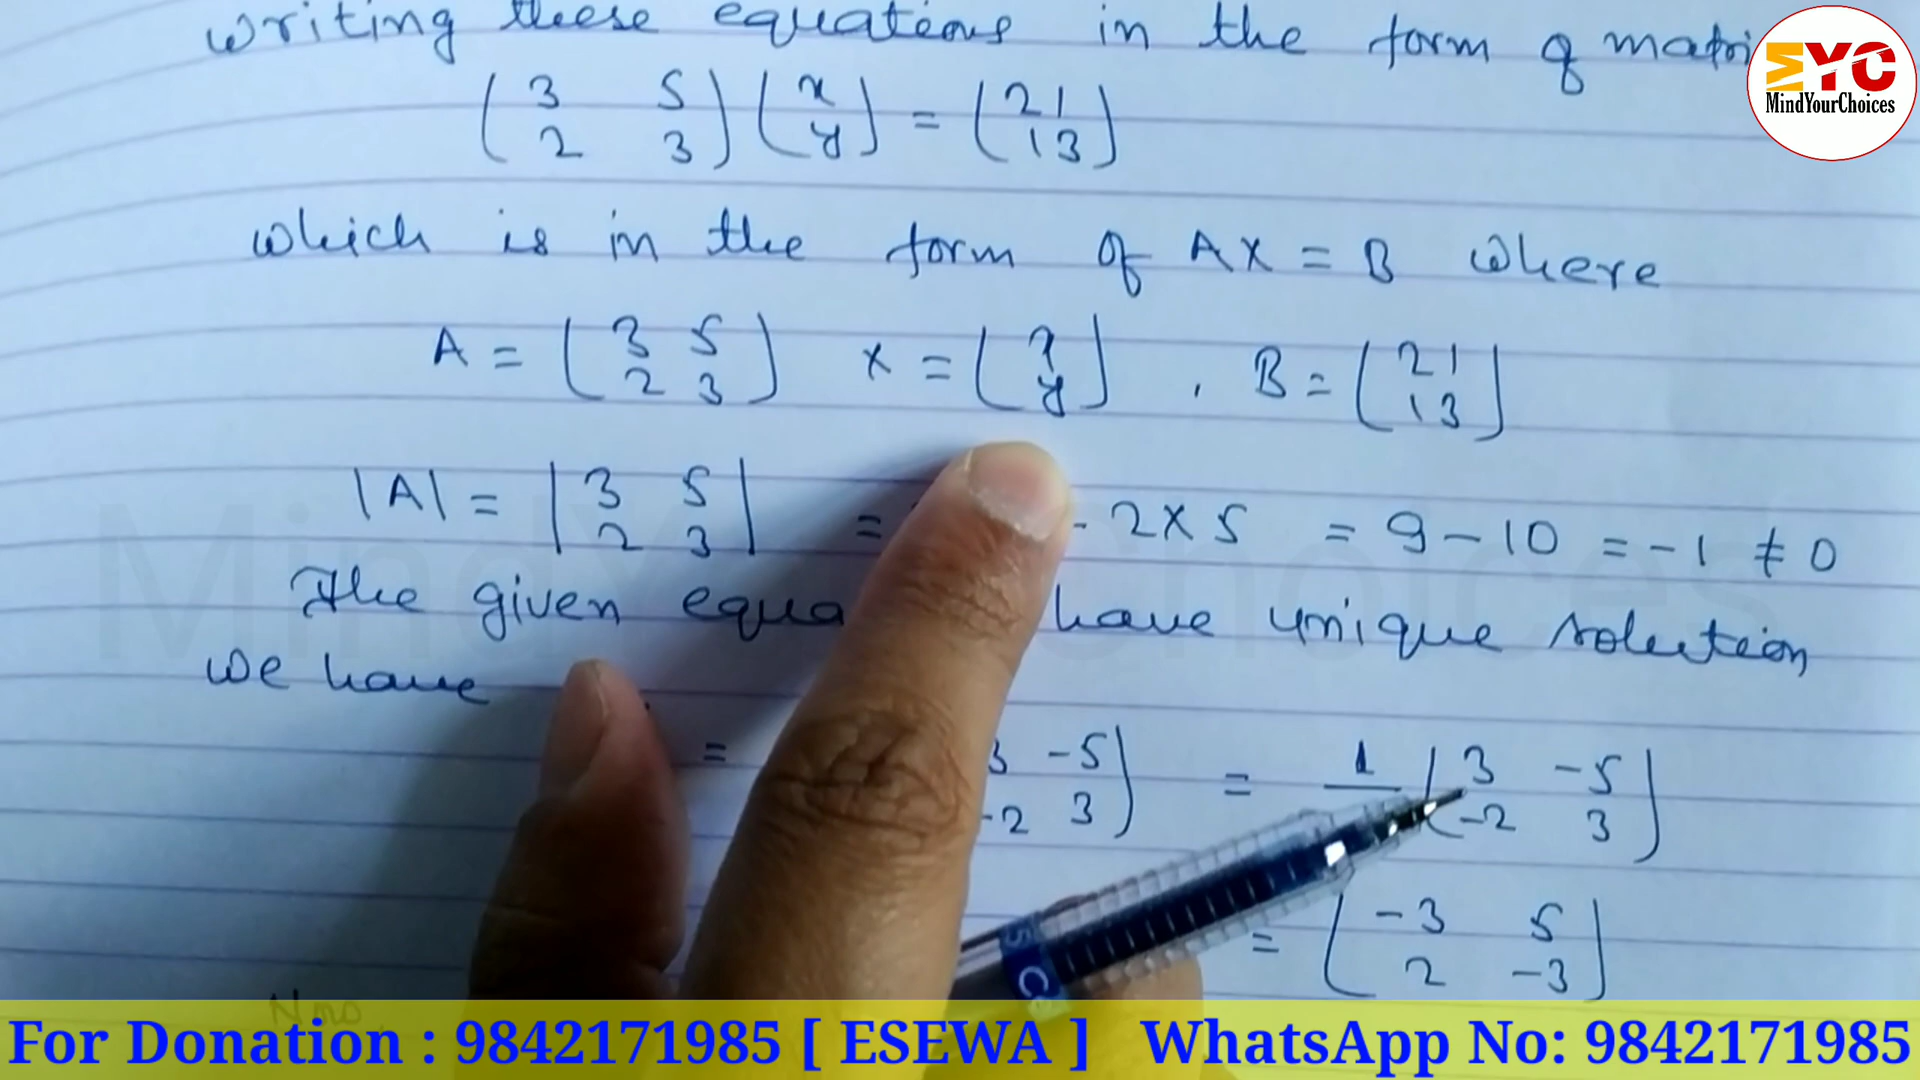 writing these equations in the form of matri
( 3 5 ) ( x ) = ( 21 )
( 2 3 ) ( y )   ( 13 )
which is in the form of AX = B where
A = ( 3 5 ) X = ( x ) , B = ( 21 )
( 2 3 ) ( y ) ( 13 )
|A| = | 3 5 | = - 2×5 = 9-10 = -1 ≠ 0
| 2 3 |
The given equa have unique solution
we have
= 3 -5 ) = 1 ( 3 -5 )
-2 3 ) ( -2 3 )
= ( -3 5 )
( 2 -3 )
MYC
MindYourChoices
MindYourChoices
For Donation : 9842171985 [ ESEWA ] WhatsApp No: 9842171985